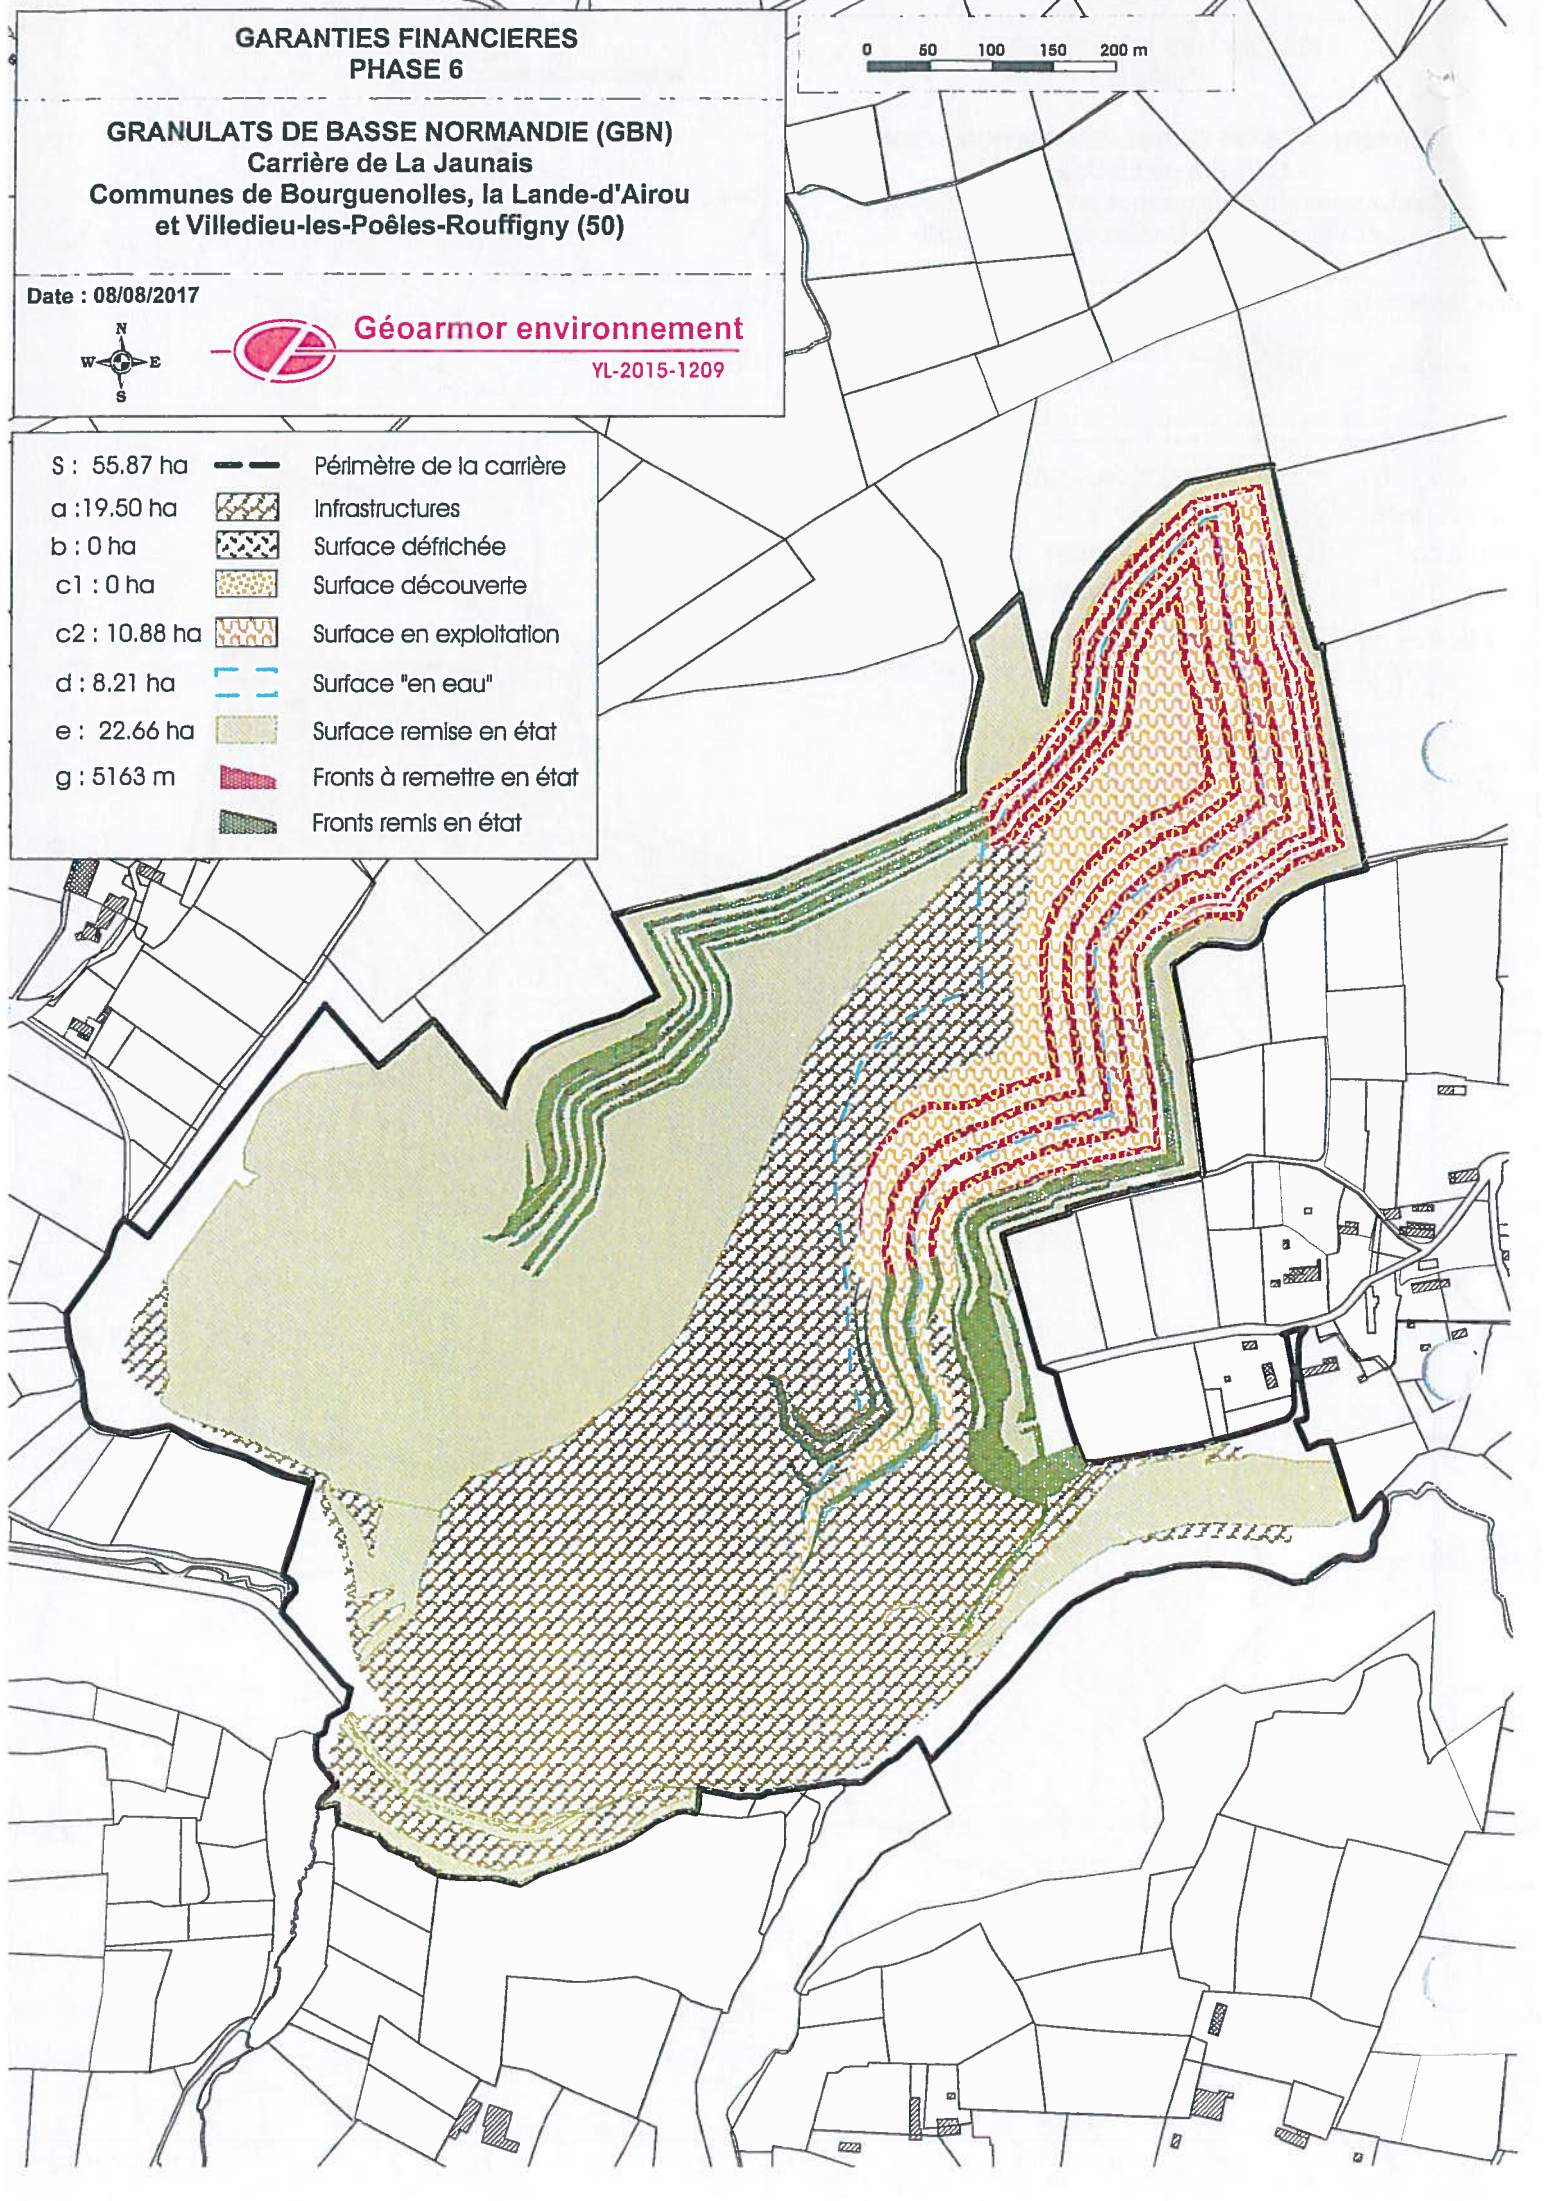 GARANTIES FINANCIERES
PHASE 6
GRANULATS DE BASSE NORMANDIE (GBN)
Carrière de La Jaunais
Communes de Bourguenolles, la Lande-d'Airou
et Villedieu-les-Poêles-Rouffigny (50)
Date : 08/08/2017
N
W E
S
Géoarmor environnement
YL-2015-1209
0 50 100 150 200 m
S : 55.87 ha Périmètre de la carrière
a :19.50 ha Infrastructures
b : 0 ha Surface défrichée
c1 : 0 ha Surface découverte
c2 : 10.88 ha Surface en exploitation
d : 8.21 ha Surface "en eau"
e : 22.66 ha Surface remise en état
g : 5163 m Fronts à remettre en état
Fronts remis en état